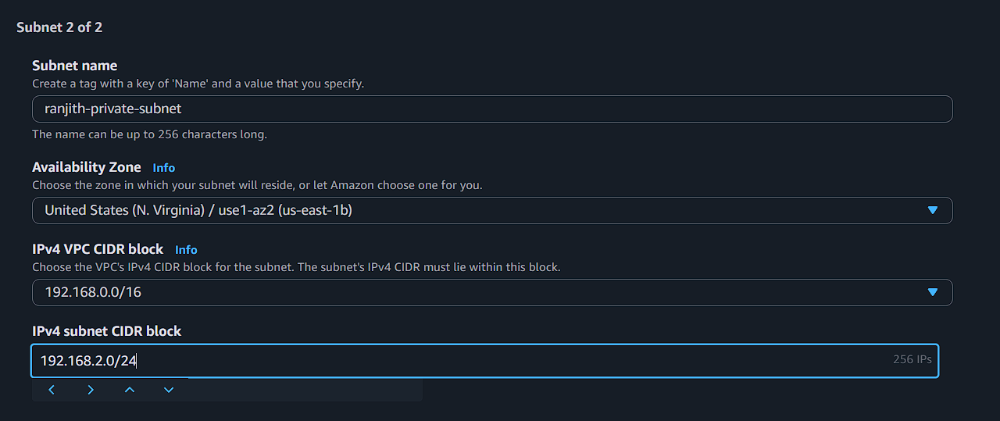 Subnet 2 of 2
Subnet name
Create a tag with a key of 'Name' and a value that you specify.
ranjith-private-subnet
The name can be up to 256 characters long.
Availability Zone Info
Choose the zone in which your subnet will reside, or let Amazon choose one for you.
United States (N. Virginia) / use1-az2 (us-east-1b)
IPv4 VPC CIDR block Info
Choose the VPC's IPv4 CIDR block for the subnet. The subnet's IPv4 CIDR must lie within this block.
192.168.0.0/16
IPv4 subnet CIDR block
192.168.2.0/24 256 IPs